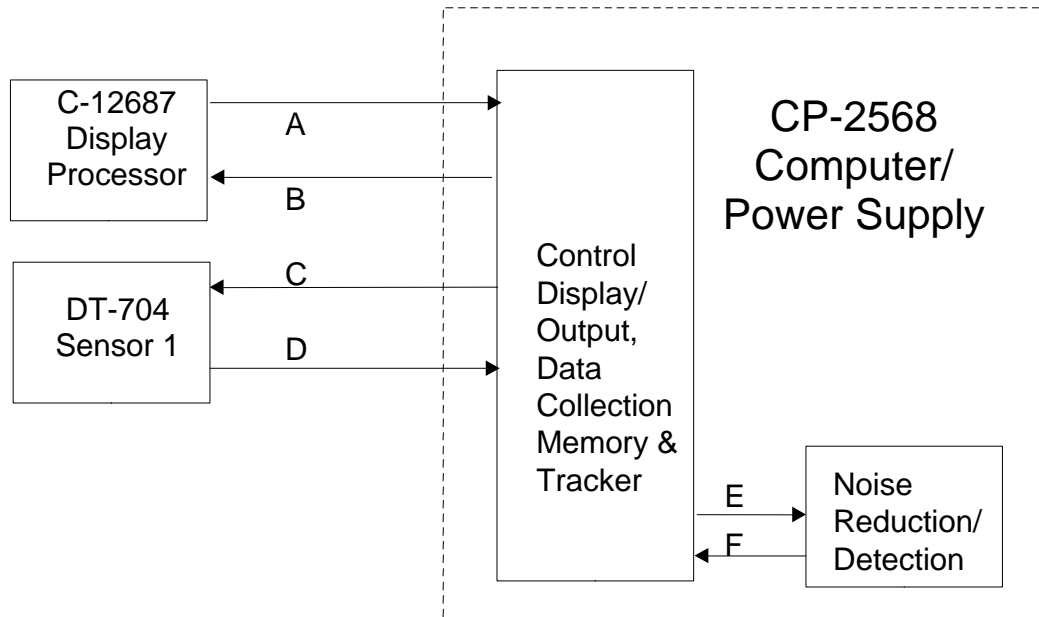 C-12687
Display
Processor
A
B
CP-2568
Computer/
Power Supply
DT-704
Sensor 1
C
D
Control
Display/
Output,
Data
Collection
Memory &
Tracker
E
F
Noise
Reduction/
Detection